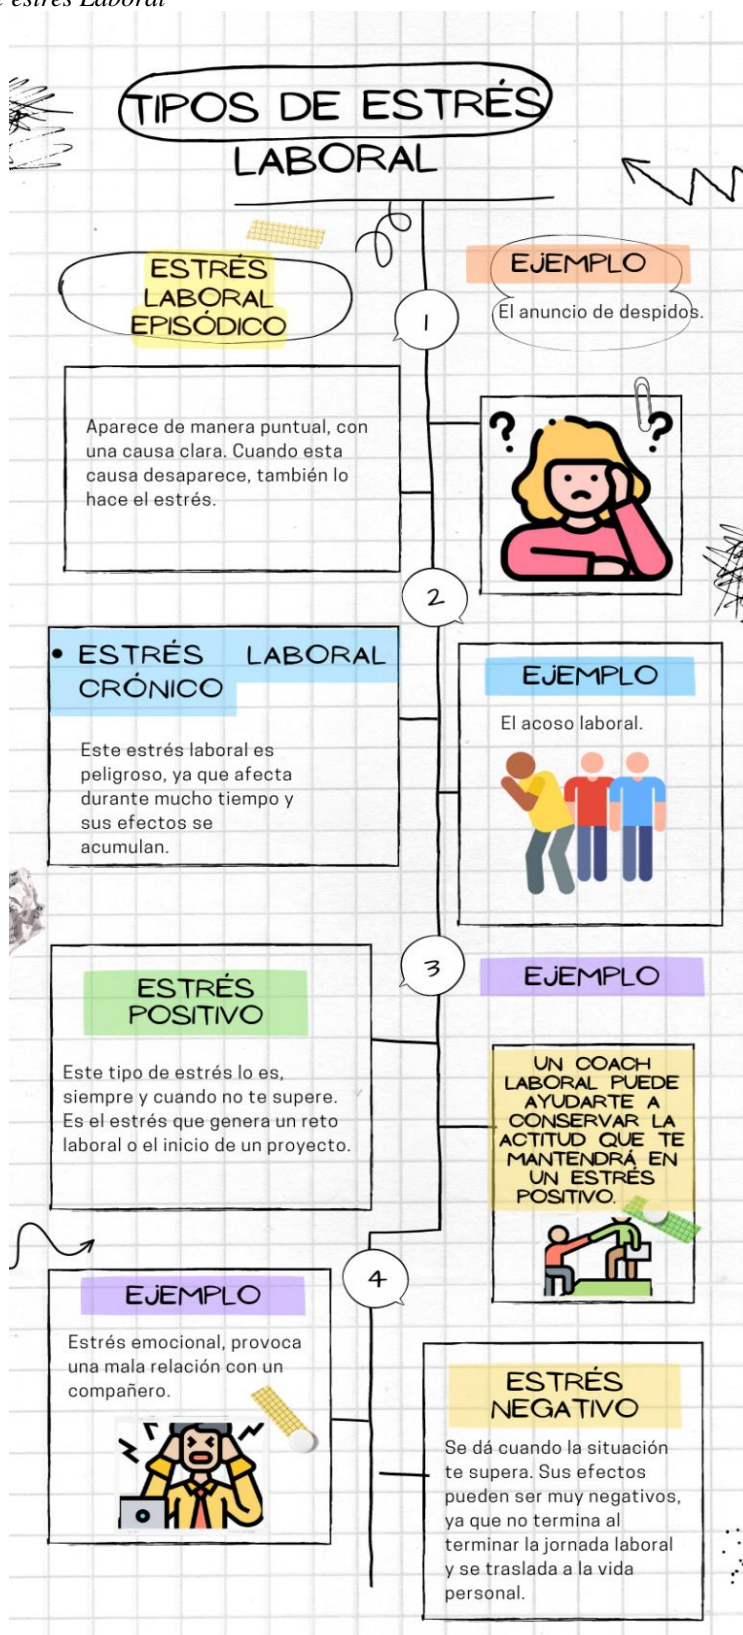 estrés Laboral
TIPOS DE ESTRÉS
LABORAL
ESTRÉS
LABORAL
EPISÓDICO
EJEMPLO
El anuncio de despidos.
1
Aparece de manera puntual, con
una causa clara. Cuando esta
causa desaparece, también lo
hace el estrés.
? ?
2
• ESTRÉS LABORAL
CRÓNICO
Este estrés laboral es
peligroso, ya que afecta
durante mucho tiempo y
sus efectos se
acumulan.
EJEMPLO
El acoso laboral.
3
ESTRÉS
POSITIVO
Este tipo de estrés lo es,
siempre y cuando no te supere.
Es el estrés que genera un reto
laboral o el inicio de un proyecto.
EJEMPLO
UN COACH
LABORAL PUEDE
AYUDARTE A
CONSERVAR LA
ACTITUD QUE TE
MANTENDRÁ EN
UN ESTRÉS
POSITIVO.
4
EJEMPLO
Estrés emocional, provoca
una mala relación con un
compañero.
ESTRÉS
NEGATIVO
Se dá cuando la situación
te supera. Sus efectos
pueden ser muy negativos,
ya que no termina al
terminar la jornada laboral
y se traslada a la vida
personal.